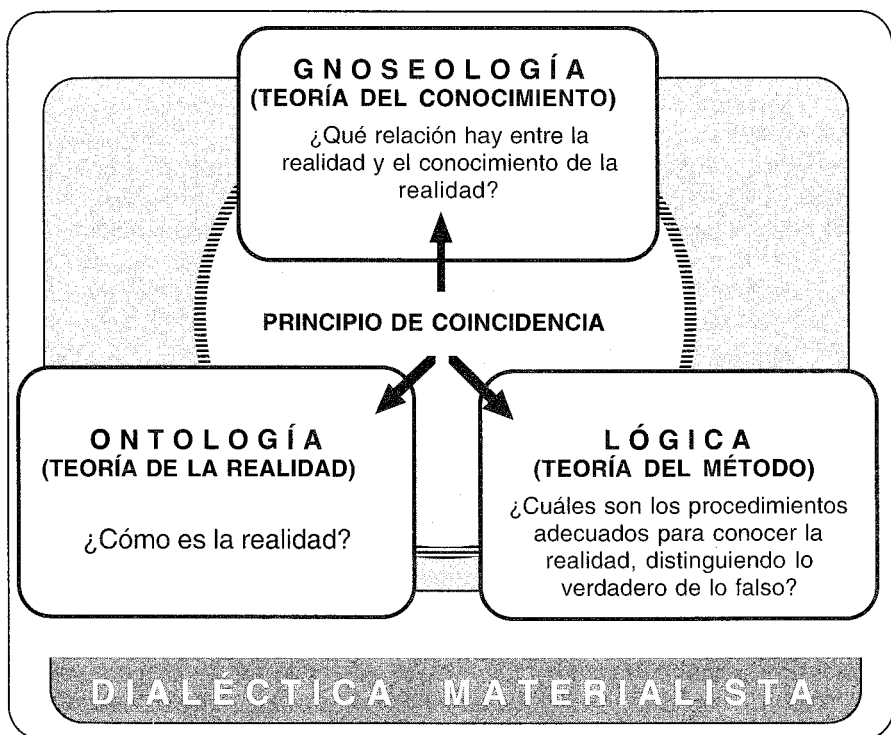 GNOSEOLOGÍA
(TEORÍA DEL CONOCIMIENTO)
¿Qué relación hay entre la
realidad y el conocimiento de la
realidad?
PRINCIPIO DE COINCIDENCIA
ONTOLOGÍA
(TEORÍA DE LA REALIDAD)
¿Cómo es la realidad?
LÓGICA
(TEORÍA DEL MÉTODO)
¿Cuáles son los procedimientos
adecuados para conocer la
realidad, distinguiendo lo
verdadero de lo falso?
DIALÉCTICA MATERIALISTA